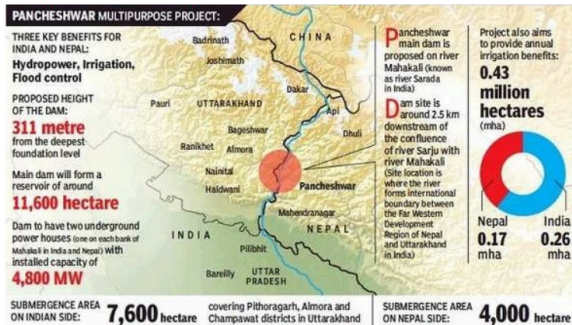 PANCHESHWAR MULTIPURPOSE PROJECT:
THREE KEY BENEFITS FOR
INDIA AND NEPAL:
Hydropower, Irrigation,
Flood control
PROPOSED HEIGHT
OF THE DAM:
311 metre
from the deepest
foundation level
Main dam will form a
reservoir of around
11,600 hectare
Dam to have two underground
power houses (one on each bank of
Mahakali in India and Nepal) with
installed capacity of
4,800 MW
CHINA
Badrinath
Joshimath
Dakar
Pauri
UTTARAKHAND
Api
Bageshwar
Dhuli
Ranikhet
Almora
Nainital
Pancheshwar
Haldwani
Mahendranagar
INDIA
NEPAL
Pilibhit
Bareilly
UTTAR
PRADESH
Pancheshwar
main dam is
proposed on river
Mahakali (known
as river Sarada
in India)
Dam site is
around 2.5 km
downstream of
the confluence
of river Sarju with
river Mahakali
(Site location is
where the river
forms international
boundary between
the Far Western
Development
Region of Nepal
and Uttarakhand
in India)
Project also aims
to provide annual
irrigation benefits:
0.43
million
hectares
(mha)
Nepal
0.17
mha
India
0.26
mha
SUBMERGENCE AREA
ON INDIAN SIDE:
7,600 hectare
covering Pithoragarh, Almora and
Champawat districts in Uttarakhand
SUBMERGENCE AREA
ON NEPAL SIDE:
4,000 hectare